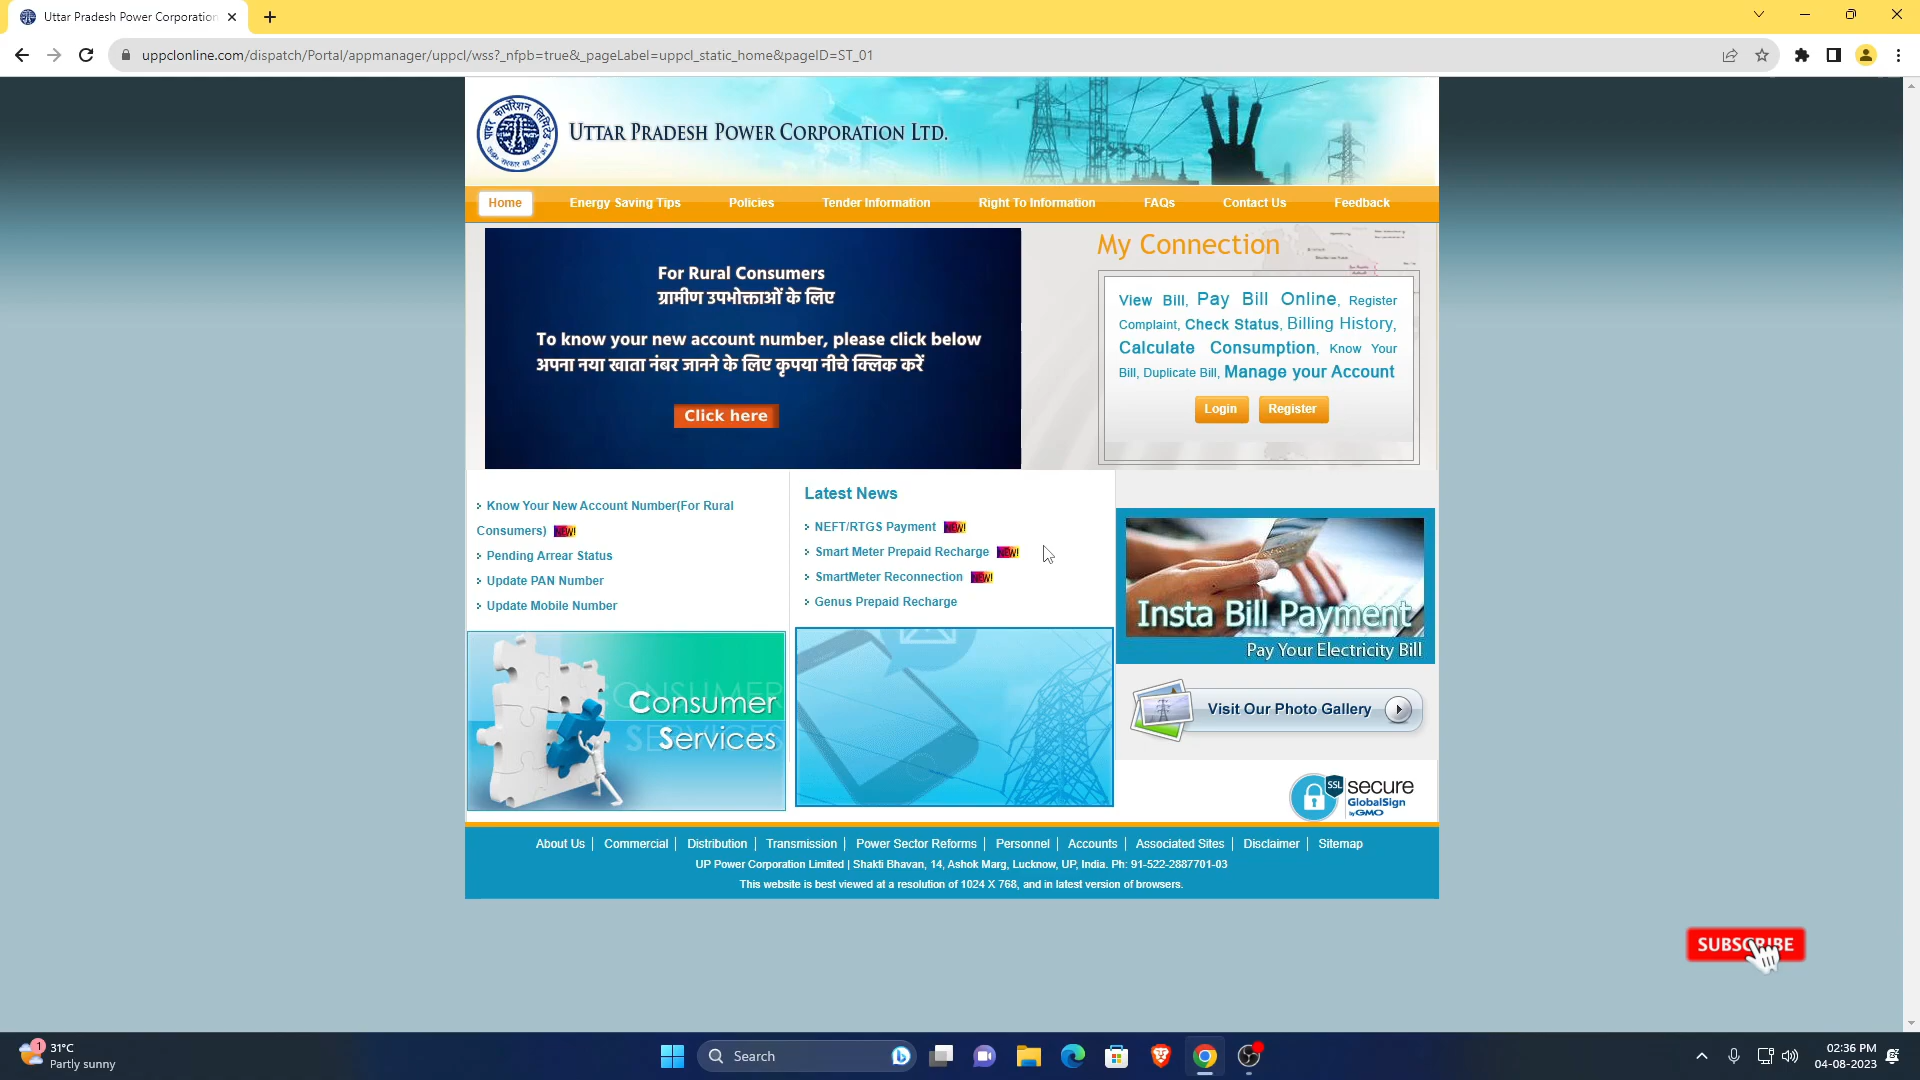 Uttar Pradesh Power Corporation
uppclonline.com/dispatch/Portal/appmanager/uppcl/wss?_nfpb=true&_pageLabel=uppcl_static_home&pageID=ST_01
UTTAR PRADESH POWER CORPORATION LTD.
Home Energy Saving Tips Policies Tender Information Right To Information FAQs Contact Us Feedback
For Rural Consumers
ग्रामीण उपभोक्ताओं के लिए
To know your new account number, please click below
अपना नया खाता नंबर जानने के लिए कृपया नीचे क्लिक करें
Click here
My Connection
View Bill, Pay Bill Online, Register
Complaint, Check Status, Billing History,
Calculate Consumption, Know Your
Bill, Duplicate Bill, Manage your Account
Login Register
Know Your New Account Number(For Rural
Consumers) NEW!
Pending Arrear Status
Update PAN Number
Update Mobile Number
Latest News
NEFT/RTGS Payment NEW!
Smart Meter Prepaid Recharge NEW!
SmartMeter Reconnection NEW!
Genus Prepaid Recharge
Insta Bill Payment
Pay Your Electricity Bill
Consumer
Services
Visit Our Photo Gallery
SSL secure
GlobalSign
by GMO
About Us | Commercial | Distribution | Transmission | Power Sector Reforms | Personnel | Accounts | Associated Sites | Disclaimer | Sitemap
UP Power Corporation Limited | Shakti Bhavan, 14, Ashok Marg, Lucknow, UP, India. Ph: 91-522-2887701-03
This website is best viewed at a resolution of 1024 X 768, and in latest version of browsers.
SUBSCRIBE
1
31°C
Partly sunny
Search
02:36 PM
04-08-2023